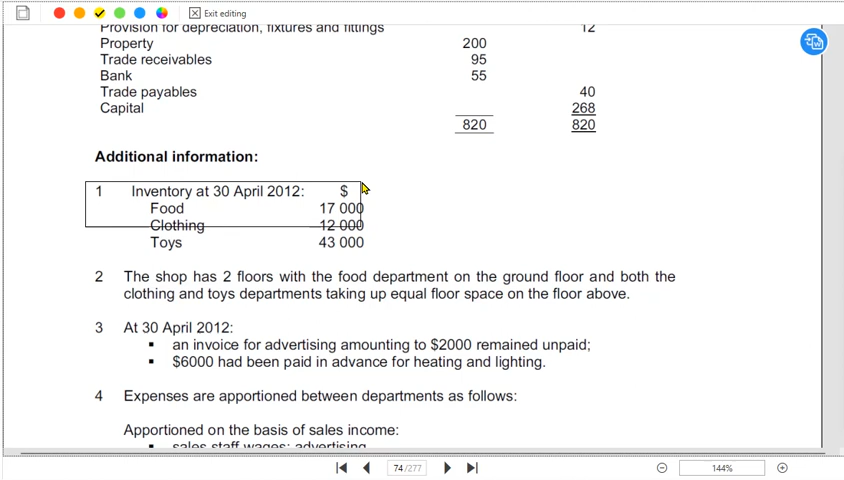 Exit editing
Provision for depreciation, fixtures and fittings 12
Property 200
Trade receivables 95
Bank 55
Trade payables 40
Capital 268
820 820
Additional information:
1 Inventory at 30 April 2012: $
Food 17 000
Clothing 12 000
Toys 43 000
2 The shop has 2 floors with the food department on the ground floor and both the
clothing and toys departments taking up equal floor space on the floor above.
3 At 30 April 2012:
▪ an invoice for advertising amounting to $2000 remained unpaid;
▪ $6000 had been paid in advance for heating and lighting.
4 Expenses are apportioned between departments as follows:
Apportioned on the basis of sales income:
▪ sales staff wages; advertising
74 /277 144%